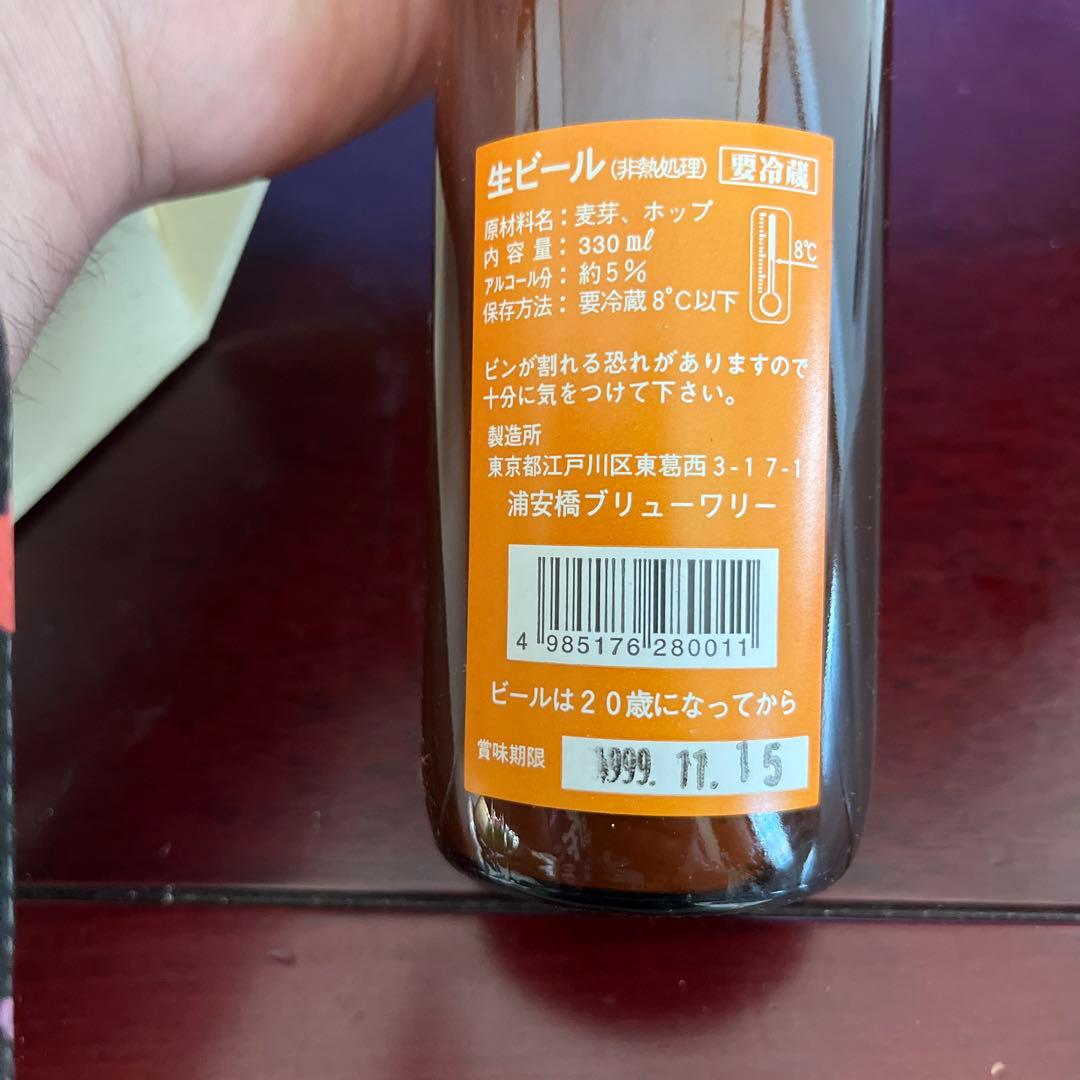 生ビール(非熱処理) 要冷蔵
原材料名：麦芽、ホップ
内容量：330㎖
アルコール分：約5%
保存方法：要冷蔵8℃以下
8℃
ビンが割れる恐れがありますので
十分に気をつけて下さい。
製造所
東京都江戸川区東葛西3-17-1
浦安橋ブリューワリー
4 985176 280011
ビールは20歳になってから
賞味期限 1999.11.15